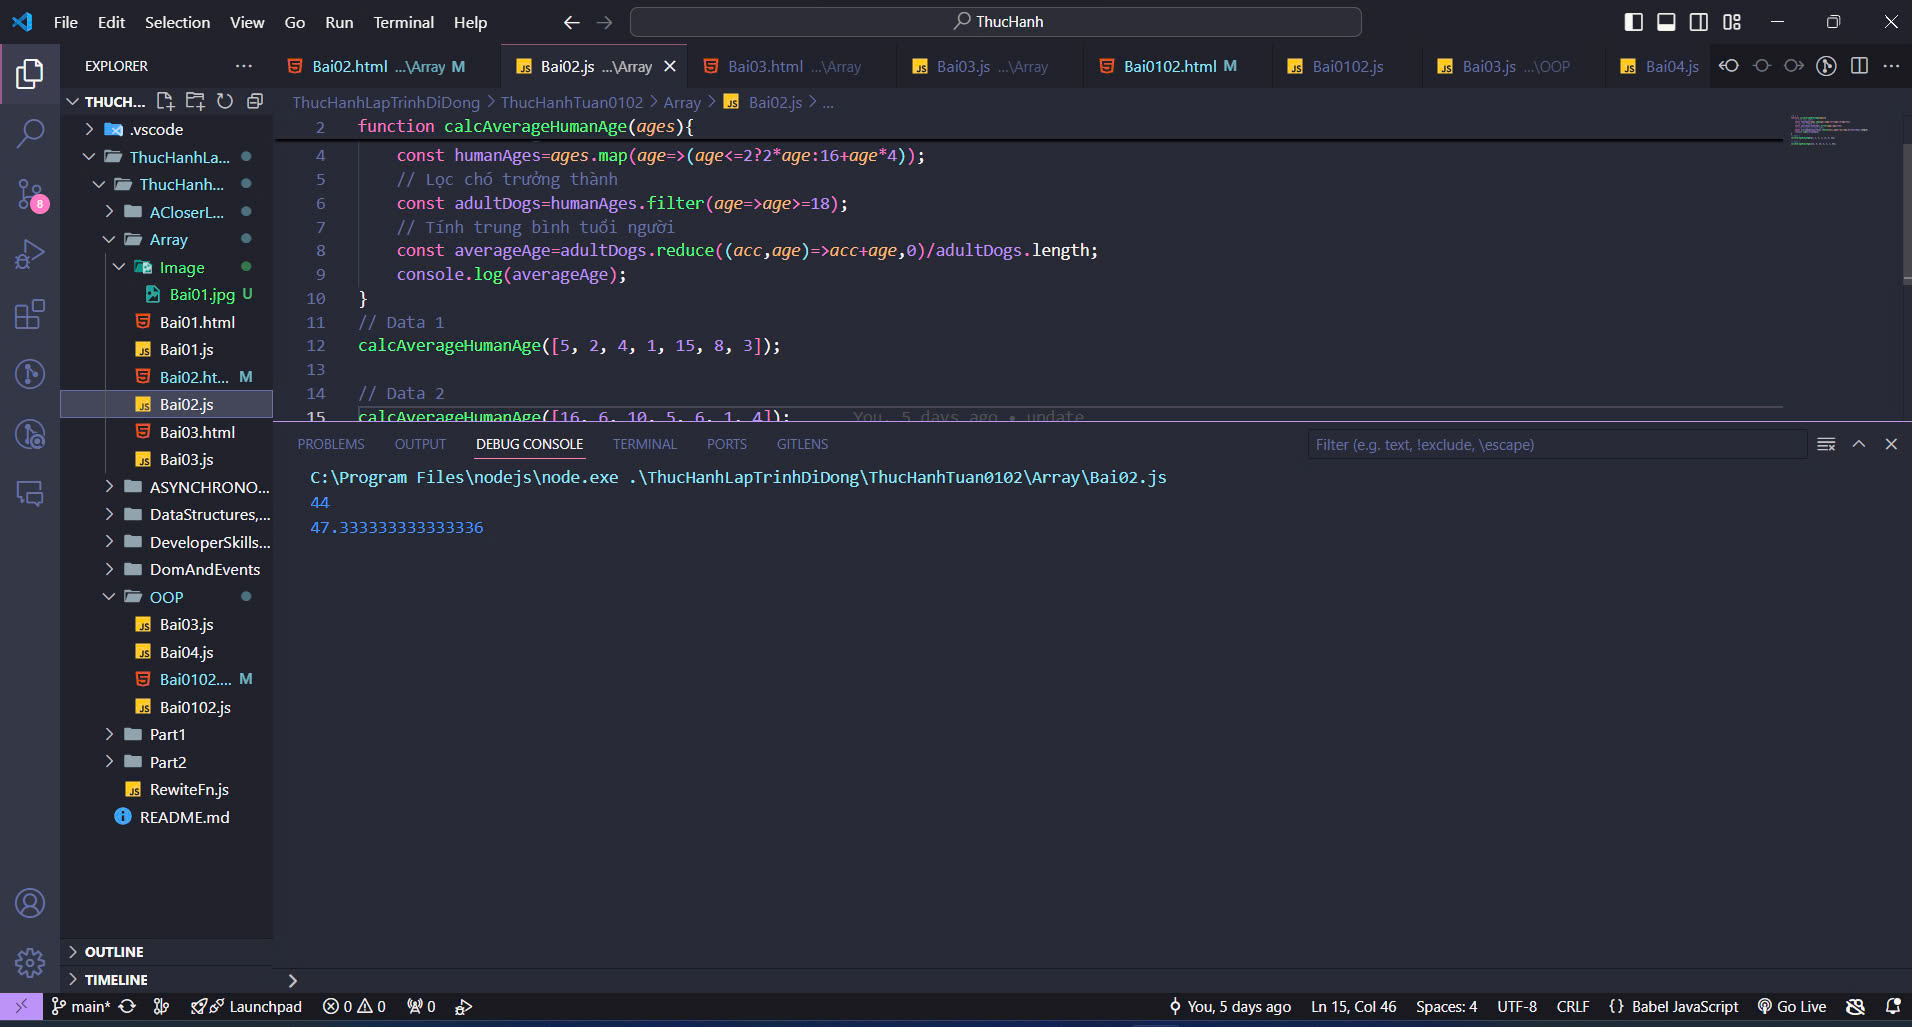 File Edit Selection View Go Run Terminal Help
ThucHanh
EXPLORER
Bai02.html ...\Array M
Bai02.js ...\Array
Bai03.html ...\Array
Bai03.js ...\Array
Bai0102.html M
Bai0102.js
Bai03.js ...\OOP
Bai04.js
THUCH...
.vscode
ThucHanhLa...
ThucHanh...
ACloserL...
Array
Image
Bai01.jpg U
Bai01.html
Bai01.js
Bai02.ht... M
Bai02.js
Bai03.html
Bai03.js
ASYNCHRONO...
DataStructures,...
DeveloperSkills...
DomAndEvents
OOP
Bai03.js
Bai04.js
Bai0102.... M
Bai0102.js
Part1
Part2
RewiteFn.js
README.md
OUTLINE
TIMELINE
8
ThucHanhLapTrinhDiDong > ThucHanhTuan0102 > Array > Bai02.js > ...
2 function calcAverageHumanAge(ages){
4 const humanAges=ages.map(age=>(age<=2?2*age:16+age*4));
5 // Lọc chó trưởng thành
6 const adultDogs=humanAges.filter(age=>age>=18);
7 // Tính trung bình tuổi người
8 const averageAge=adultDogs.reduce((acc,age)=>acc+age,0)/adultDogs.length;
9 console.log(averageAge);
10 }
11 // Data 1
12 calcAverageHumanAge([5, 2, 4, 1, 15, 8, 3]);
13
14 // Data 2
15 calcAverageHumanAge([16, 6, 10, 5, 6, 1, 4]); You, 5 days ago • update
PROBLEMS OUTPUT DEBUG CONSOLE TERMINAL PORTS GITLENS
Filter (e.g. text, !exclude, \escape)
C:\Program Files\nodejs\node.exe .\ThucHanhLapTrinhDiDong\ThucHanhTuan0102\Array\Bai02.js
44
47.333333333333336
main* Launchpad 0 0 0
You, 5 days ago Ln 15, Col 46 Spaces: 4 UTF-8 CRLF {} Babel JavaScript Go Live